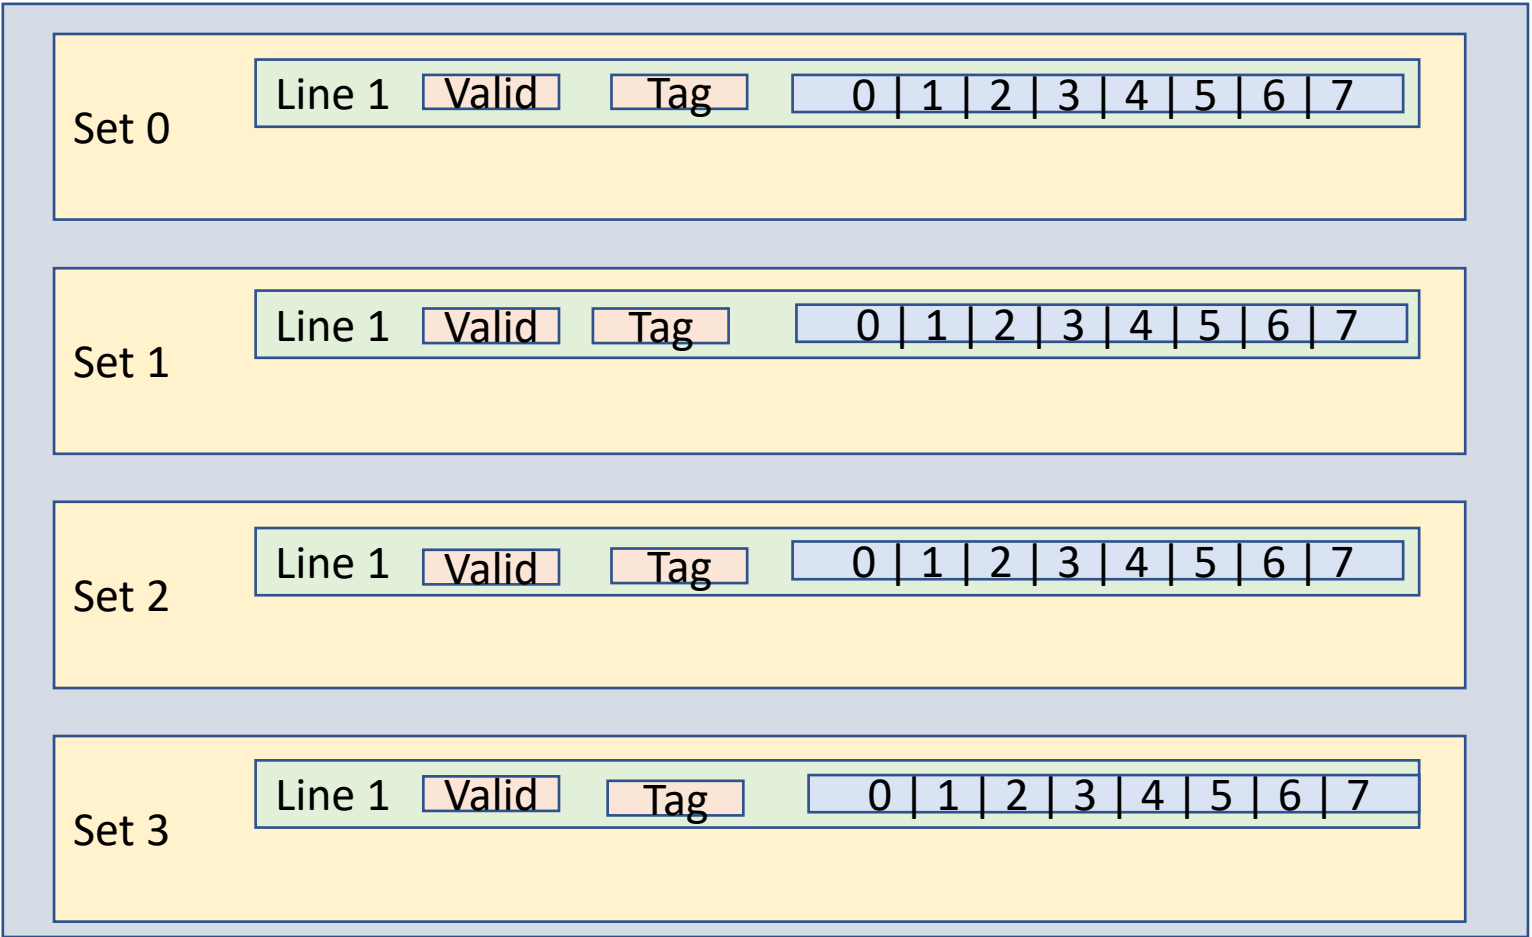 Set 0
Line 1 Valid Tag 0 | 1 | 2 | 3 | 4 | 5 | 6 | 7
Set 1
Line 1 Valid Tag 0 | 1 | 2 | 3 | 4 | 5 | 6 | 7
Set 2
Line 1 Valid Tag 0 | 1 | 2 | 3 | 4 | 5 | 6 | 7
Set 3
Line 1 Valid Tag 0 | 1 | 2 | 3 | 4 | 5 | 6 | 7